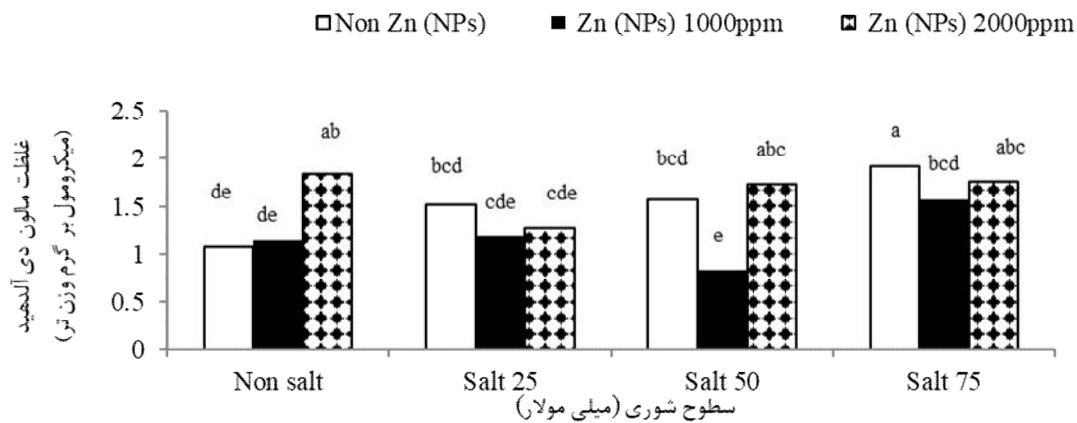 Non Zn (NPs) Zn (NPs) 1000ppm Zn (NPs) 2000ppm
غلظت مالون دی آلدهید
(میکرومول بر گرم وزن تر)
2.5
2
1.5
1
0.5
0
de de ab
bcd cde cde
bcd e abc
a bcd abc
Non salt Salt 25 Salt 50 Salt 75
سطوح شوری (میلی مولار)